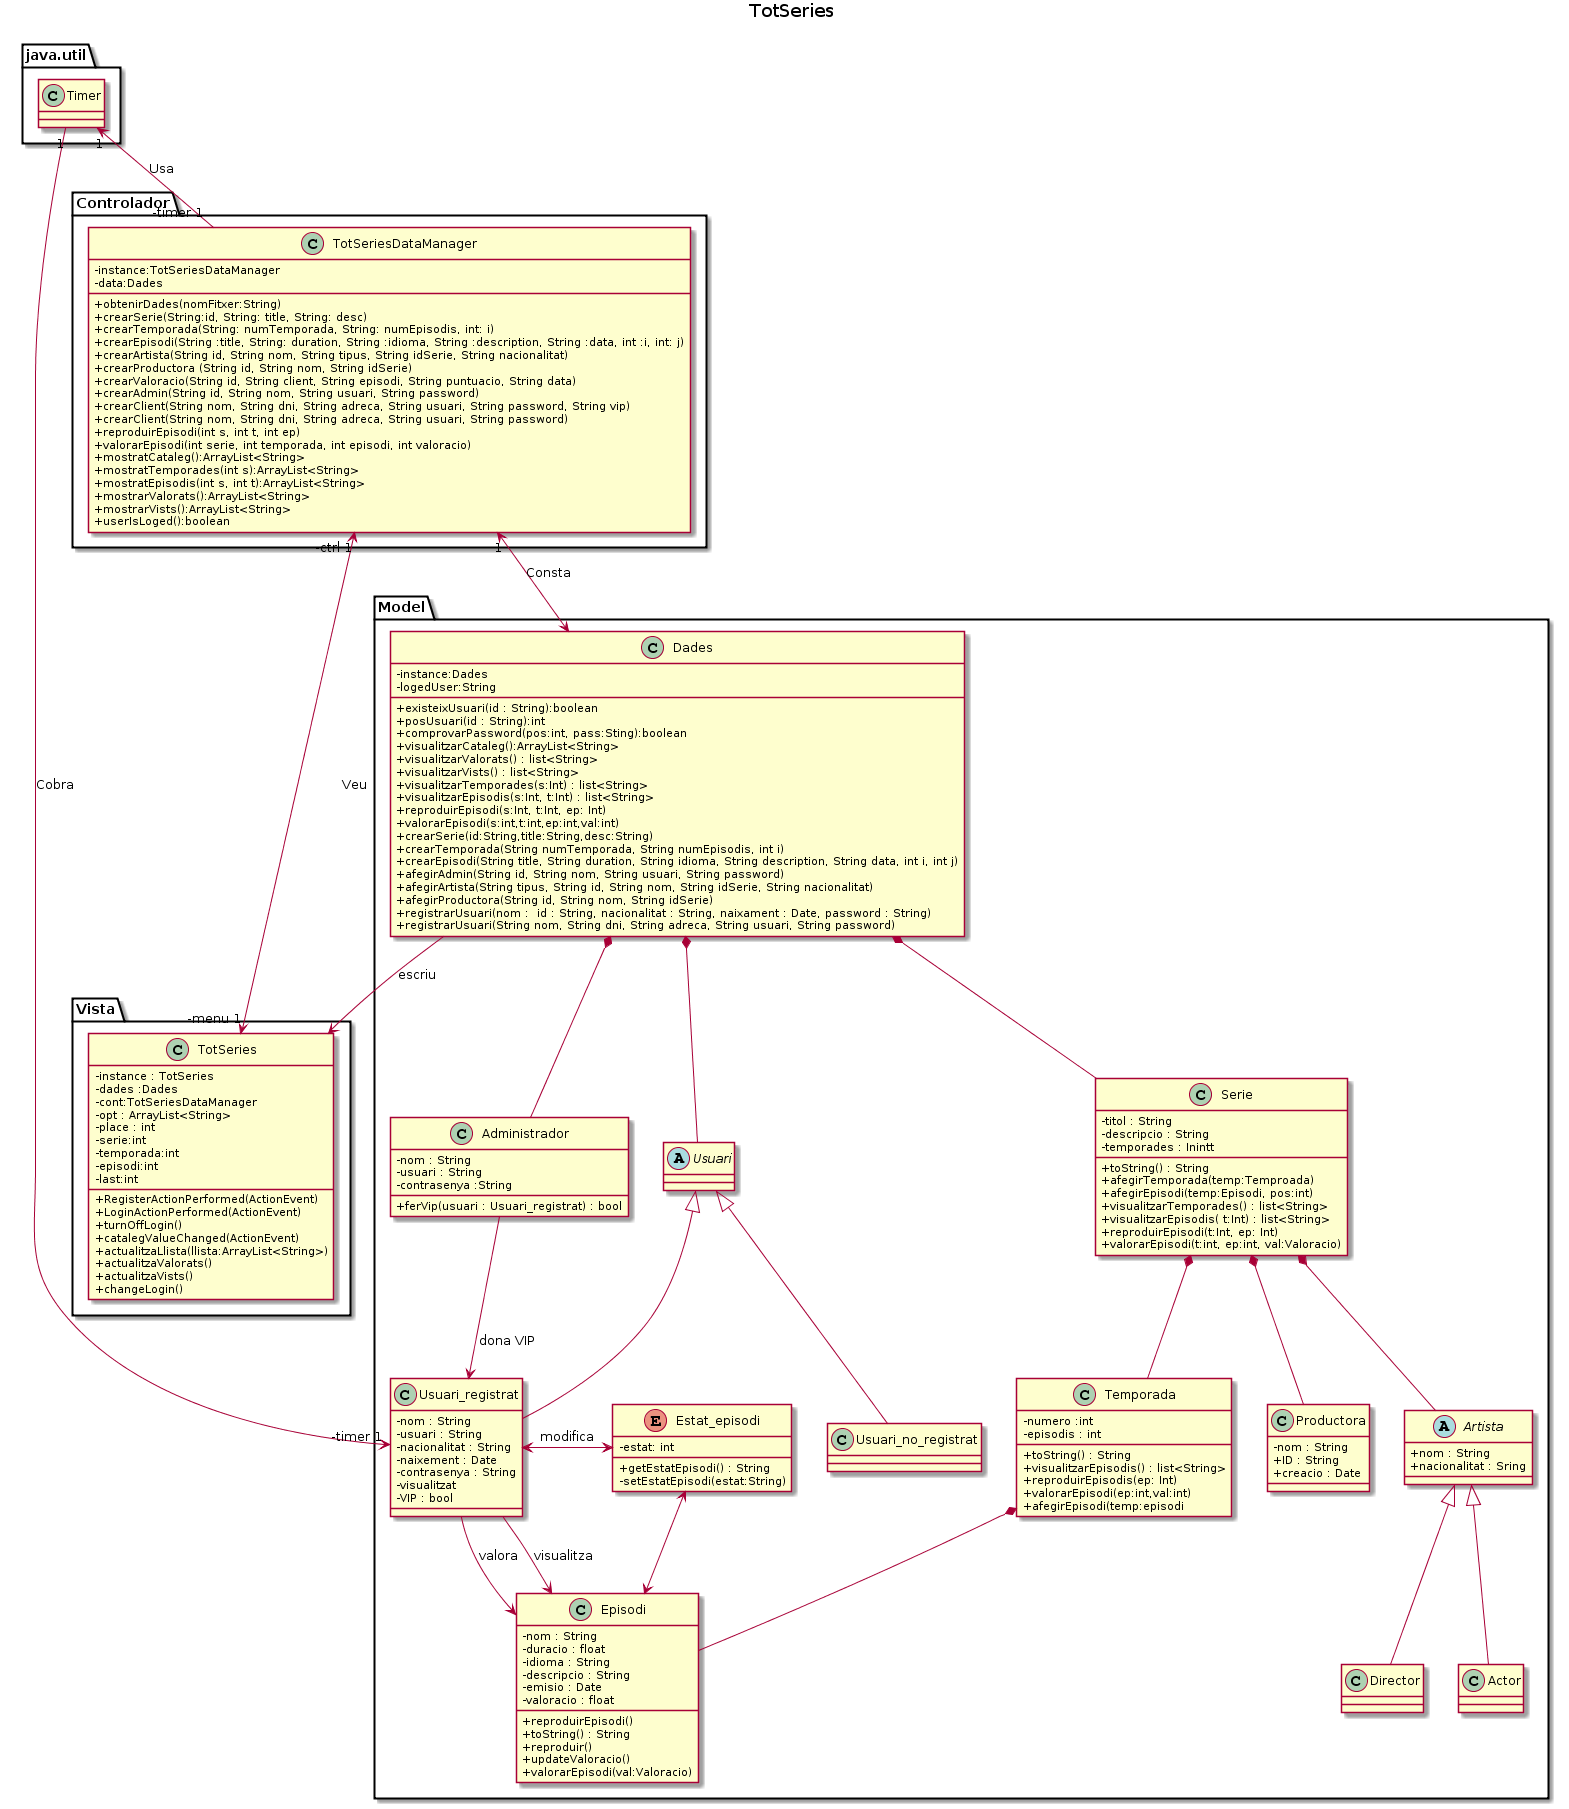 TotSeries
java.util
C Timer
1
1
Usa
-timer 1
Controlador
C TotSeriesDataManager
-instance:TotSeriesDataManager
-data:Dades
+obtenirDades(nomFitxer:String)
+crearSerie(String:id, String: title, String: desc)
+crearTemporada(String: numTemporada, String: numEpisodis, int: i)
+crearEpisodi(String :title, String: duration, String :idioma, String :description, String :data, int :i, int: j)
+crearArtista(String id, String nom, String tipus, String idSerie, String nacionalitat)
+crearProductora (String id, String nom, String idSerie)
+crearValoracio(String id, String client, String episodi, String puntuacio, String data)
+crearAdmin(String id, String nom, String usuari, String password)
+crearClient(String nom, String dni, String adreca, String usuari, String password, String vip)
+crearClient(String nom, String dni, String adreca, String usuari, String password)
+reproduirEpisodi(int s, int t, int ep)
+valorarEpisodi(int serie, int temporada, int episodi, int valoracio)
+mostratCataleg():ArrayList<String>
+mostratTemporades(int s):ArrayList<String>
+mostratEpisodis(int s, int t):ArrayList<String>
+mostrarValorats():ArrayList<String>
+mostrarVists():ArrayList<String>
+userIsLoged():boolean
-ctrl 1
1
Consta
Model
C Dades
-instance:Dades
-logedUser:String
+existeixUsuari(id : String):boolean
+posUsuari(id : String):int
+comprovarPassword(pos:int, pass:Sting):boolean
+visualitzarCataleg():ArrayList<String>
+visualitzarValorats() : list<String>
+visualitzarVists() : list<String>
+visualitzarTemporades(s:Int) : list<String>
+visualitzarEpisodis(s:Int, t:Int) : list<String>
+reproduirEpisodi(s:Int, t:Int, ep: Int)
+valorarEpisodi(s:int,t:int,ep:int,val:int)
+crearSerie(id:String,title:String,desc:String)
+crearTemporada(String numTemporada, String numEpisodis, int i)
+crearEpisodi(String title, String duration, String idioma, String description, String data, int i, int j)
+afegirAdmin(String id, String nom, String usuari, String password)
+afegirArtista(String tipus, String id, String nom, String idSerie, String nacionalitat)
+afegirProductora(String id, String nom, String idSerie)
+registrarUsuari(nom :  id : String, nacionalitat : String, naixament : Date, password : String)
+registrarUsuari(String nom, String dni, String adreca, String usuari, String password)
Cobra
Veu
escriu
Vista
-menu 1
C TotSeries
-instance : TotSeries
-dades :Dades
-cont:TotSeriesDataManager
-opt : ArrayList<String>
-place : int
-serie:int
-temporada:int
-episodi:int
-last:int
+RegisterActionPerformed(ActionEvent)
+LoginActionPerformed(ActionEvent)
+turnOffLogin()
+catalegValueChanged(ActionEvent)
+actualitzaLlista(llista:ArrayList<String>)
+actualitzaValorats()
+actualitzaVists()
+changeLogin()
C Administrador
-nom : String
-usuari : String
-contrasenya :String
+ferVip(usuari : Usuari_registrat) : bool
A Usuari
C Serie
-titol : String
-descripcio : String
-temporades : Inintt
+toString() : String
+afegirTemporada(temp:Temproada)
+afegirEpisodi(temp:Episodi, pos:int)
+visualitzarTemporades() : list<String>
+visualitzarEpisodis( t:Int) : list<String>
+reproduirEpisodi(t:Int, ep: Int)
+valorarEpisodi(t:int, ep:int, val:Valoracio)
dona VIP
-timer 1
C Usuari_registrat
-nom : String
-usuari : String
-nacionalitat : String
-naixement : Date
-contrasenya : String
-visualitzat
-VIP : bool
modifica
E Estat_episodi
-estat: int
+getEstatEpisodi() : String
-setEstatEpisodi(estat:String)
C Usuari_no_registrat
C Temporada
-numero :int
-episodis : int
+toString() : String
+visualitzarEpisodis() : list<String>
+reproduirEpisodis(ep: Int)
+valorarEpisodi(ep:int,val:int)
+afegirEpisodi(temp:episodi
C Productora
-nom : String
+ID : String
+creacio : Date
A Artista
+nom : String
+nacionalitat : Sring
valora
visualitza
C Episodi
-nom : String
-duracio : float
-idioma : String
-descripcio : String
-emisio : Date
-valoracio : float
+reproduirEpisodi()
+toString() : String
+reproduir()
+updateValoracio()
+valorarEpisodi(val:Valoracio)
C Director
C Actor